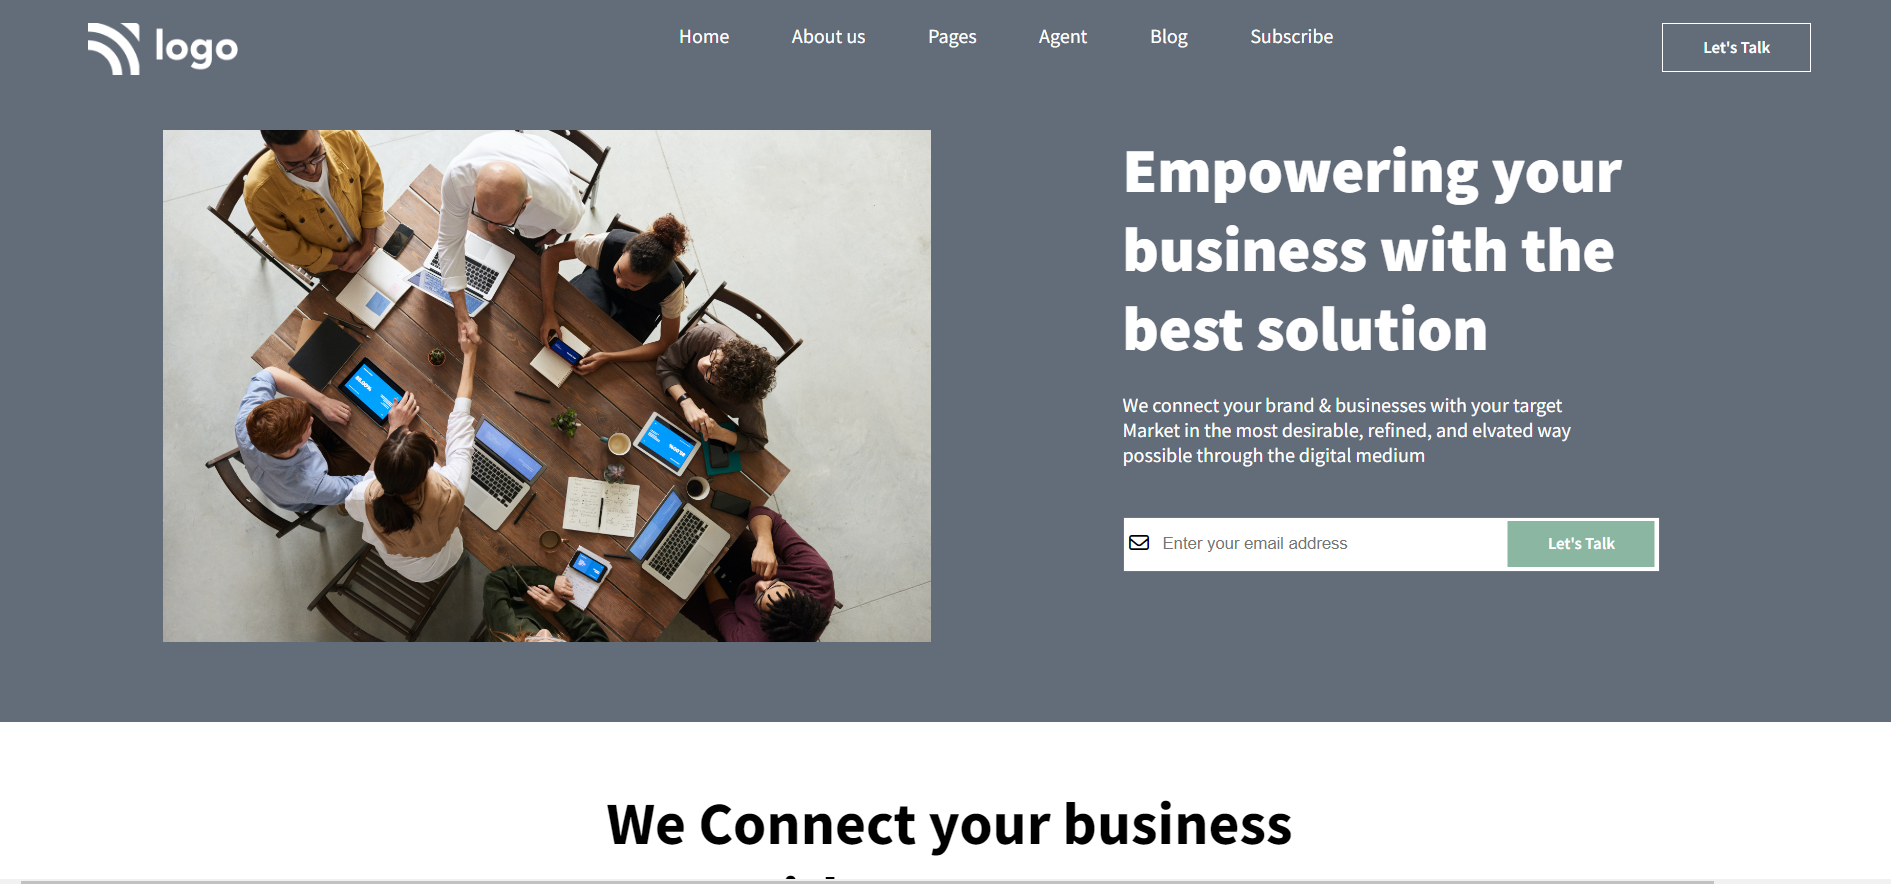 logo
Home
About us
Pages
Agent
Blog
Subscribe
Let's Talk
Empowering your
business with the
best solution
We connect your brand & businesses with your target
Market in the most desirable, refined, and elvated way
possible through the digital medium
Enter your email address
Let's Talk
We Connect your business